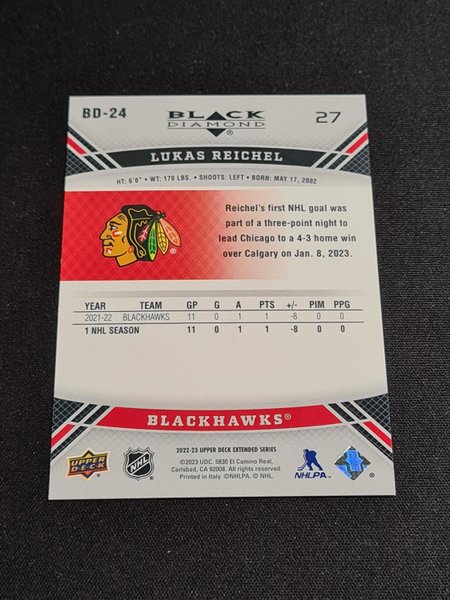 BD-24 BLACK 27
DIAMOND®
LUKAS REICHEL
HT: 6'0" • WT: 170 LBS. • SHOOTS: LEFT • BORN: MAY 17, 2002
Reichel's first NHL goal was
part of a three-point night to
lead Chicago to a 4-3 home win
over Calgary on Jan. 8, 2023.
®
YEAR TEAM GP G A PTS +/- PIM PPG
2021-22 BLACKHAWKS 11 0 1 1 -8 0 0
1 NHL SEASON 11 0 1 1 -8 0 0
BLACKHAWKS®
2022-23 UPPER DECK EXTENDED SERIES
©2023 UDC. 5830 El Camino Real,
Carlsbad, CA 92008. All rights reserved.
Printed in Italy. ©NHLPA. © NHL.
UPPER DECK
NHL
NHLPA